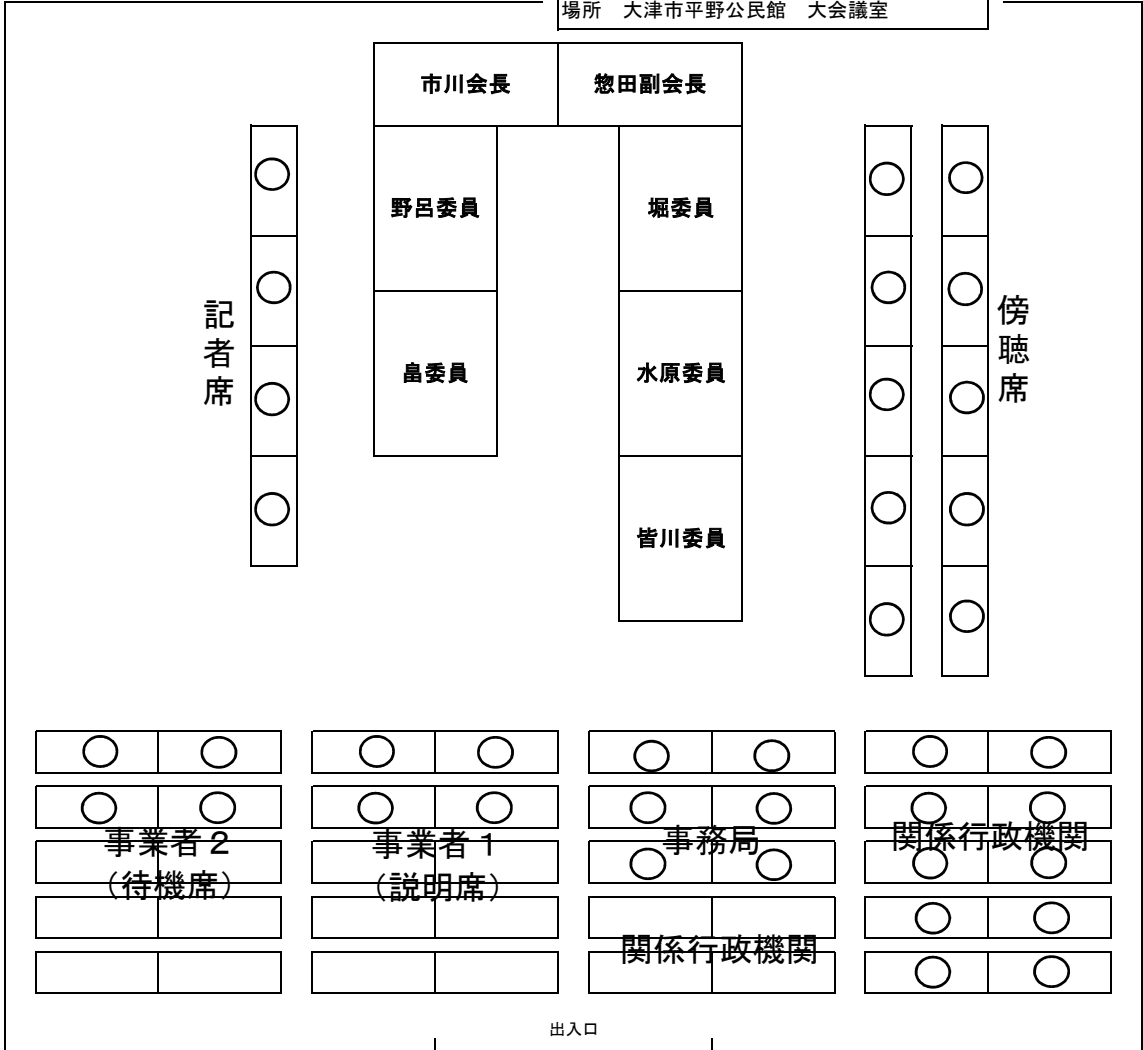 場所　大津市平野公民館　大会議室
市川会長
惣田副会長
野呂委員
堀委員
記者席
傍聴席
畠委員
水原委員
皆川委員
事業者２
（待機席）
事業者１
（説明席）
事務局
関係行政機関
関係行政機関
出入口